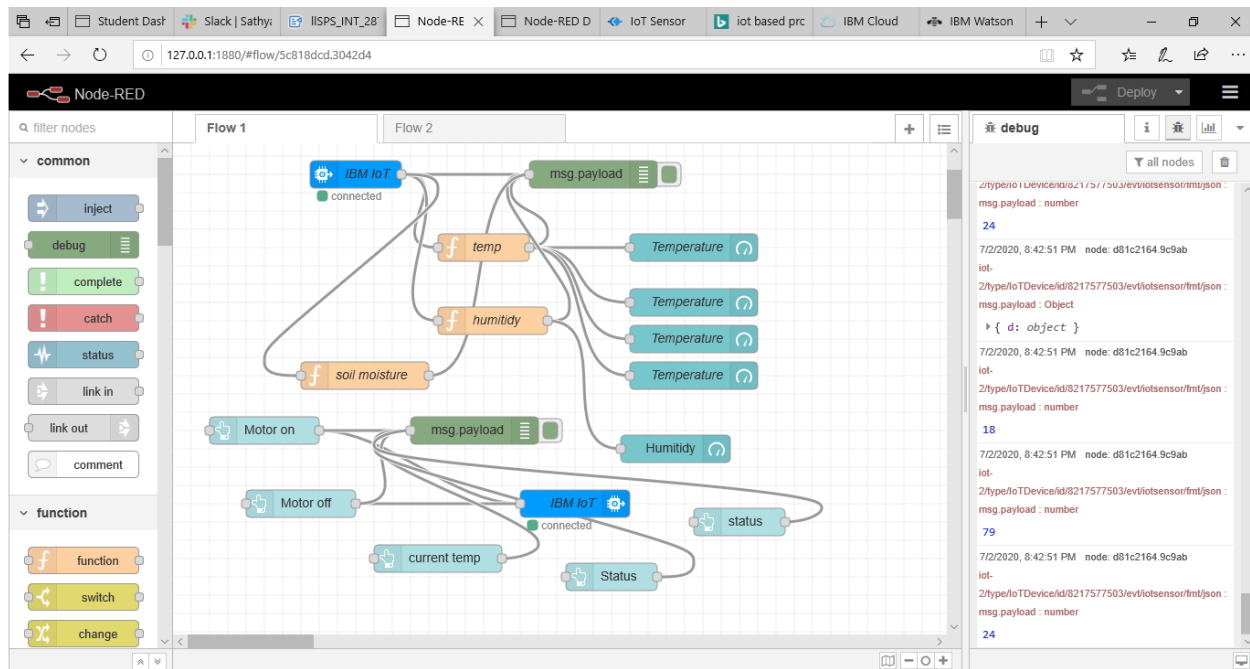 Student Dash
Slack | Sathya
IISPS_INT_28
Node-RE
Node-RED D
IoT Sensor
iot based pro
IBM Cloud
IBM Watson
127.0.0.1:1880/#flow/5c818dcd.3042d4
Node-RED
Deploy
filter nodes
Flow 1
Flow 2
debug
i
all nodes
common
inject
debug
complete
catch
status
link in
link out
comment
function
function
switch
change
IBM IoT
connected
msg.payload
temp
Temperature
humitidy
Temperature
Temperature
soil moisture
Temperature
Motor on
msg.payload
Humitidy
Motor off
IBM IoT
connected
status
current temp
Status
2/type/IoTDevice/id/8217577503/evt/iotsensor/fmt/json :
msg.payload : number
24
7/2/2020, 8:42:51 PM node: d81c2164.9c9ab
iot-
2/type/IoTDevice/id/8217577503/evt/iotsensor/fmt/json :
msg.payload : Object
{ d: object }
7/2/2020, 8:42:51 PM node: d81c2164.9c9ab
iot-
2/type/IoTDevice/id/8217577503/evt/iotsensor/fmt/json :
msg.payload : number
18
7/2/2020, 8:42:51 PM node: d81c2164.9c9ab
iot-
2/type/IoTDevice/id/8217577503/evt/iotsensor/fmt/json :
msg.payload : number
79
7/2/2020, 8:42:51 PM node: d81c2164.9c9ab
iot-
2/type/IoTDevice/id/8217577503/evt/iotsensor/fmt/json :
msg.payload : number
24